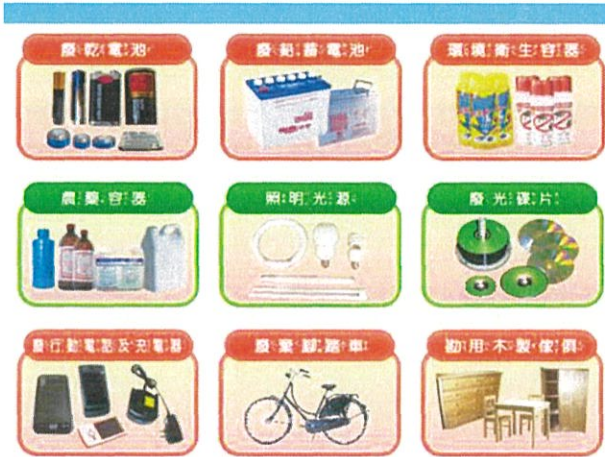 廢乾電池
廢鉛蓄電池
環境衛生容器
農藥容器
照明光源
廢光碟片
廢行動電話及充電器
廢棄腳踏車
勘用木製傢俱